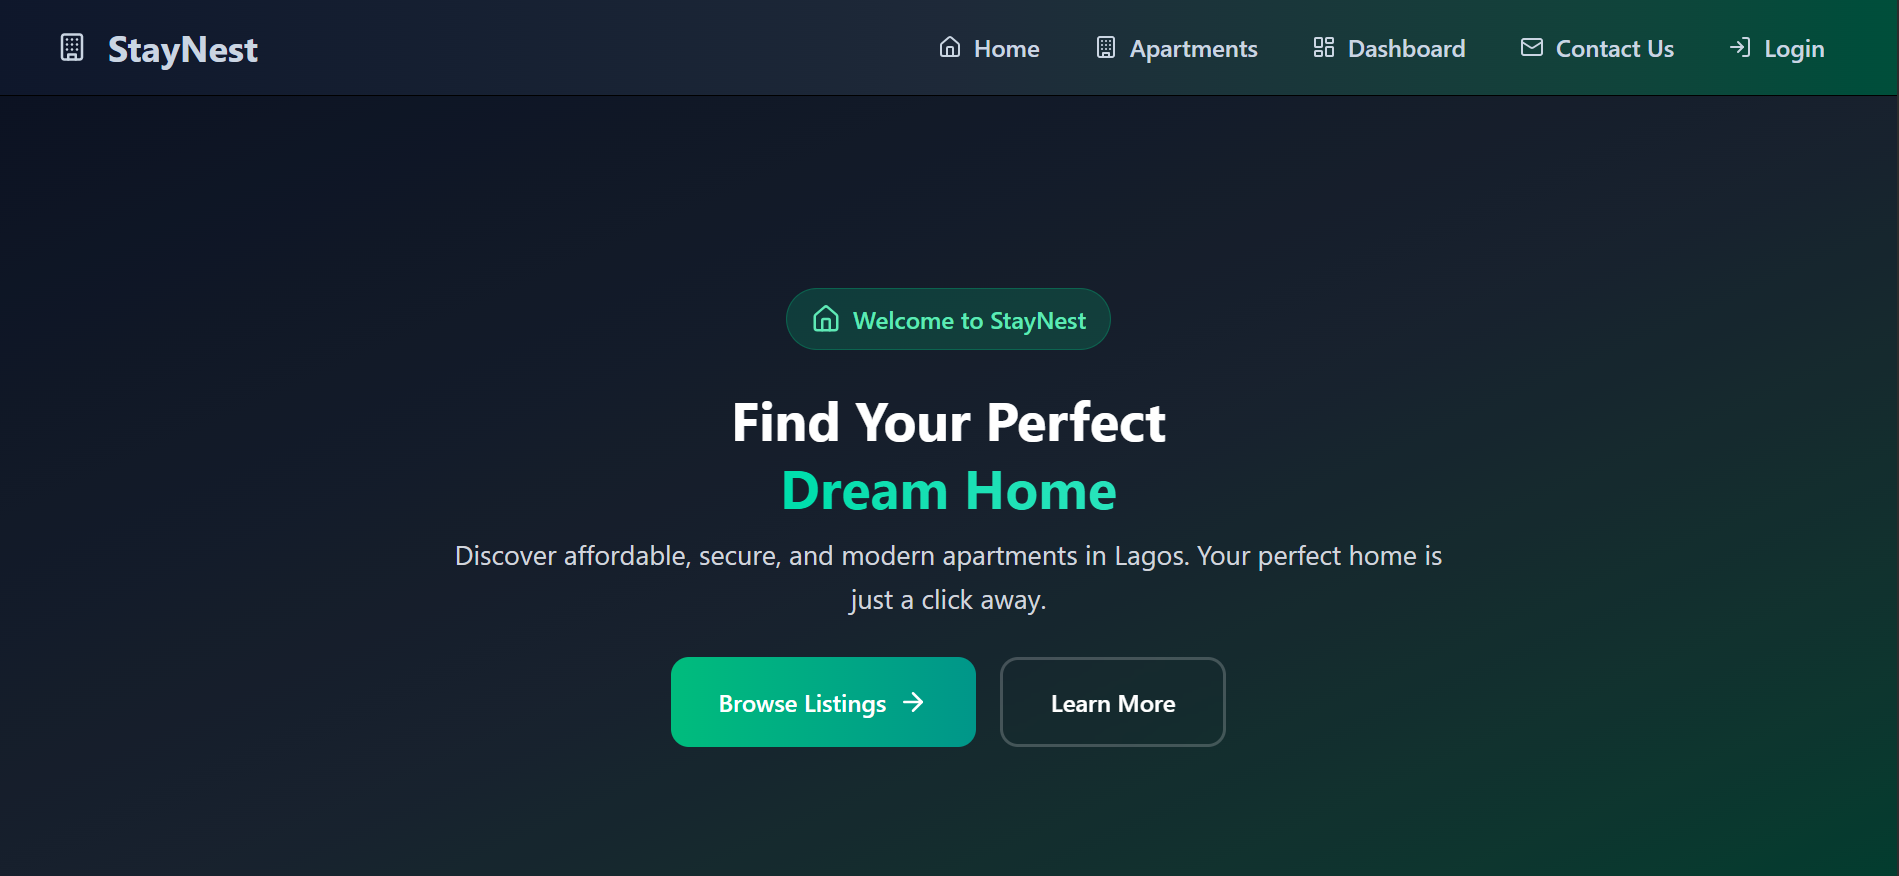 StayNest
Home
Apartments
Dashboard
Contact Us
Login
Welcome to StayNest
Find Your Perfect
Dream Home
Discover affordable, secure, and modern apartments in Lagos. Your perfect home is
just a click away.
Browse Listings
Learn More